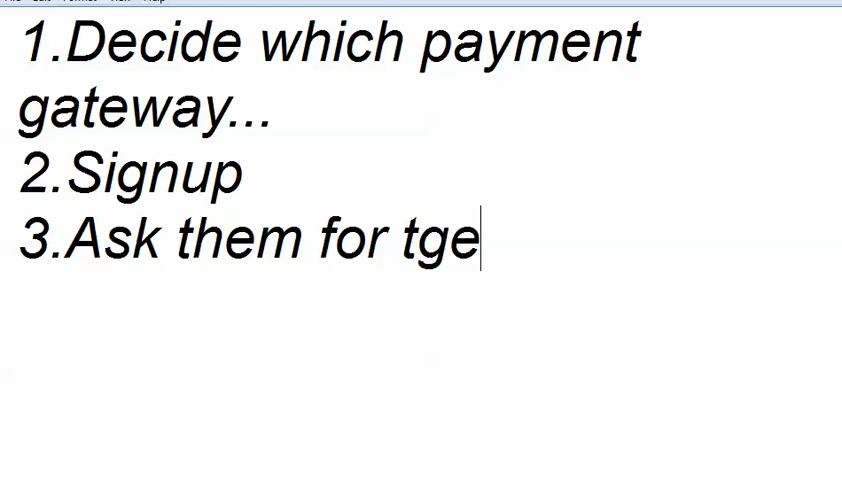 1.Decide which payment
gateway...
2.Signup
3.Ask them for tge